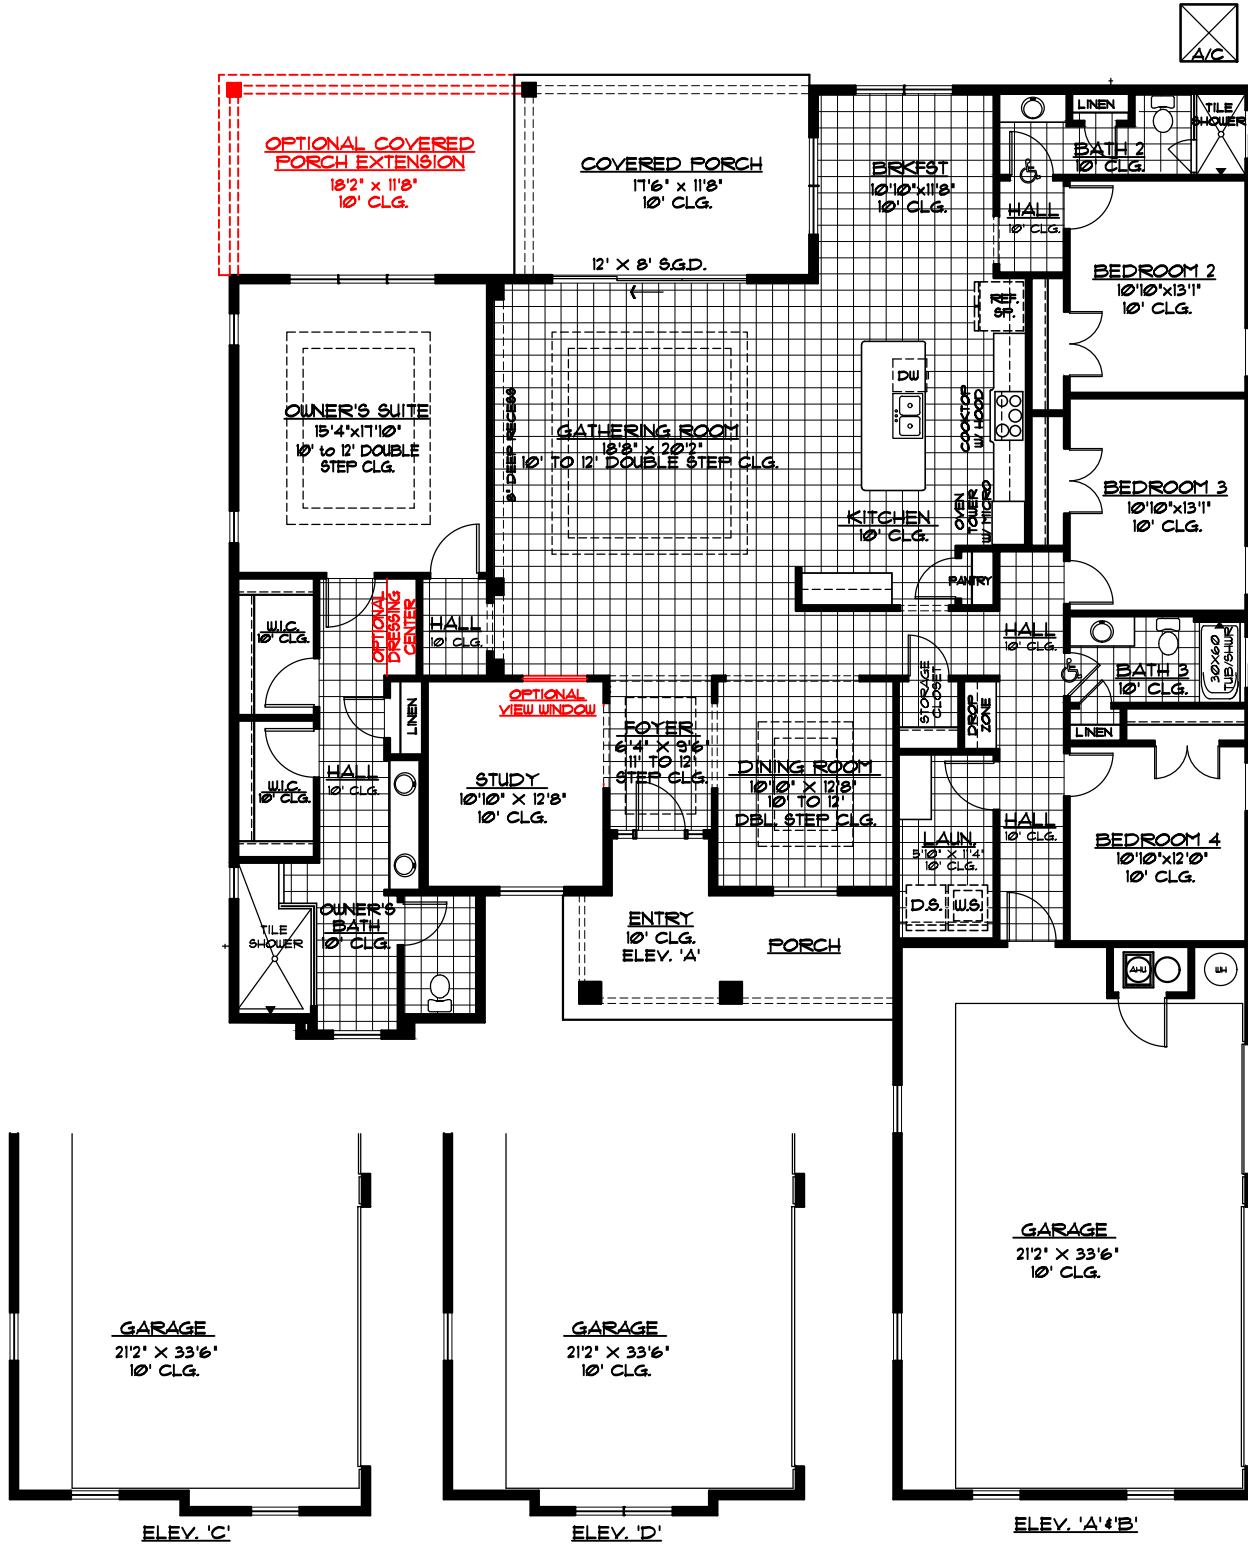 A/C
OPTIONAL COVERED
PORCH EXTENSION
18'2" x 11'8"
10' CLG.
COVERED PORCH
17'6" x 11'8"
10' CLG.
12' X 8' S.G.D.
BRKFST
10'10"x11'8"
10' CLG.
LINEN
TILE
SHOWER
BATH 2
10' CLG.
HALL
10' CLG.
BEDROOM 2
10'10"x13'1"
10' CLG.
REF.
SP.
OWNER'S SUITE
15'4"x17'10"
10' to 12' DOUBLE
STEP CLG.
8" DEEP RECESS
GATHERING ROOM
18'8" x 20'2"
10' TO 12' DOUBLE STEP CLG.
DW
COOKTOP
W/ HOOD
KITCHEN
10' CLG.
OVEN
TOWER
W/ MICRO
BEDROOM 3
10'10"x13'1"
10' CLG.
PANTRY
W.I.C.
10' CLG.
OPTIONAL
DRESSING
CENTER
HALL
10' CLG.
HALL
10' CLG.
BATH 3
10' CLG.
30X60
TUB/SHWR
OPTIONAL
VIEW WINDOW
LINEN
STORAGE
CLOSET
DROP
ZONE
LINEN
FOYER
6'4" X 9'6"
11' TO 12'
STEP CLG.
W.I.C.
10' CLG.
HALL
10' CLG.
STUDY
10'10" X 12'8"
10' CLG.
DINING ROOM
10'10" X 12'8"
10' TO 12'
DBL. STEP CLG.
LAUN.
5'10" X 11'4"
10' CLG.
HALL
10' CLG.
BEDROOM 4
10'10"x12'0"
10' CLG.
D.S.
W.S.
OWNER'S
BATH
10' CLG.
TILE
SHOWER
ENTRY
10' CLG.
ELEV. 'A'
PORCH
AHU
WH
GARAGE
21'2" X 33'6"
10' CLG.
GARAGE
21'2" X 33'6"
10' CLG.
GARAGE
21'2" X 33'6"
10' CLG.
ELEV. 'C'
ELEV. 'D'
ELEV. 'A'&'B'